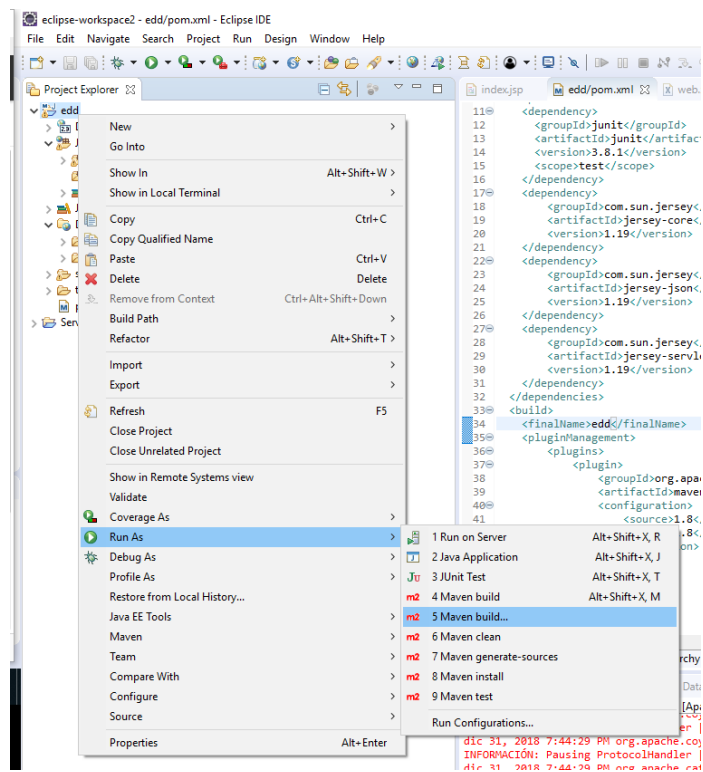 eclipse-workspace2 - edd/pom.xml - Eclipse IDE
File Edit Navigate Search Project Run Design Window Help
Project Explorer
index.jsp edd/pom.xml web.
edd
New
Go Into
Show In Alt+Shift+W >
Show in Local Terminal >
Copy Ctrl+C
Copy Qualified Name
Paste Ctrl+V
Delete Delete
Remove from Context Ctrl+Alt+Shift+Down
Build Path >
Refactor Alt+Shift+T >
Import >
Export >
Refresh F5
Close Project
Close Unrelated Project
Show in Remote Systems view
Validate
Coverage As >
Run As >
Debug As >
Profile As >
Restore from Local History...
Java EE Tools >
Maven >
Team >
Compare With >
Configure >
Source >
Properties Alt+Enter
Serv
1 Run on Server Alt+Shift+X, R
2 Java Application Alt+Shift+X, J
3 JUnit Test Alt+Shift+X, T
4 Maven build Alt+Shift+X, M
5 Maven build...
6 Maven clean
7 Maven generate-sources
8 Maven install
9 Maven test
Run Configurations...
11 <dependency>
12 <groupId>junit</groupId>
13 <artifactId>junit</artifact
14 <version>3.8.1</version>
15 <scope>test</scope>
16 </dependency>
17 <dependency>
18 <groupId>com.sun.jersey<
19 <artifactId>jersey-core<
20 <version>1.19</version>
21 </dependency>
22 <dependency>
23 <groupId>com.sun.jersey<
24 <artifactId>jersey-json<
25 <version>1.19</version>
26 </dependency>
27 <dependency>
28 <groupId>com.sun.jersey<
29 <artifactId>jersey-servle
30 <version>1.19</version>
31 </dependency>
32 </dependencies>
33 <build>
34 <finalName>edd</finalName>
35 <pluginManagement>
36 <plugins>
37 <plugin>
38 <groupId>org.apa
39 <artifactId>maven
40 <configuration>
41 <source>1.8<
.8</
on>
rchy
Data
[Apa
dic 31, 2018 7:44:29 PM org.apache.coy
INFORMACIÓN: Pausing ProtocolHandler [
dic 31, 2018 7:44:29 PM org.apache.cat